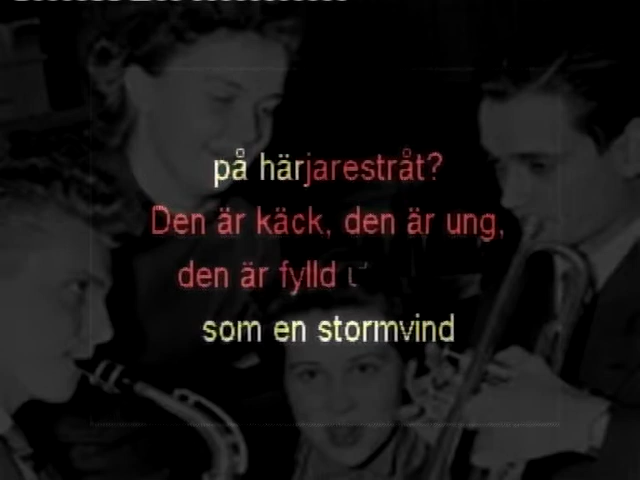 på härjarestråt?
Den är käck, den är ung,
den är fylld
som en stormvind